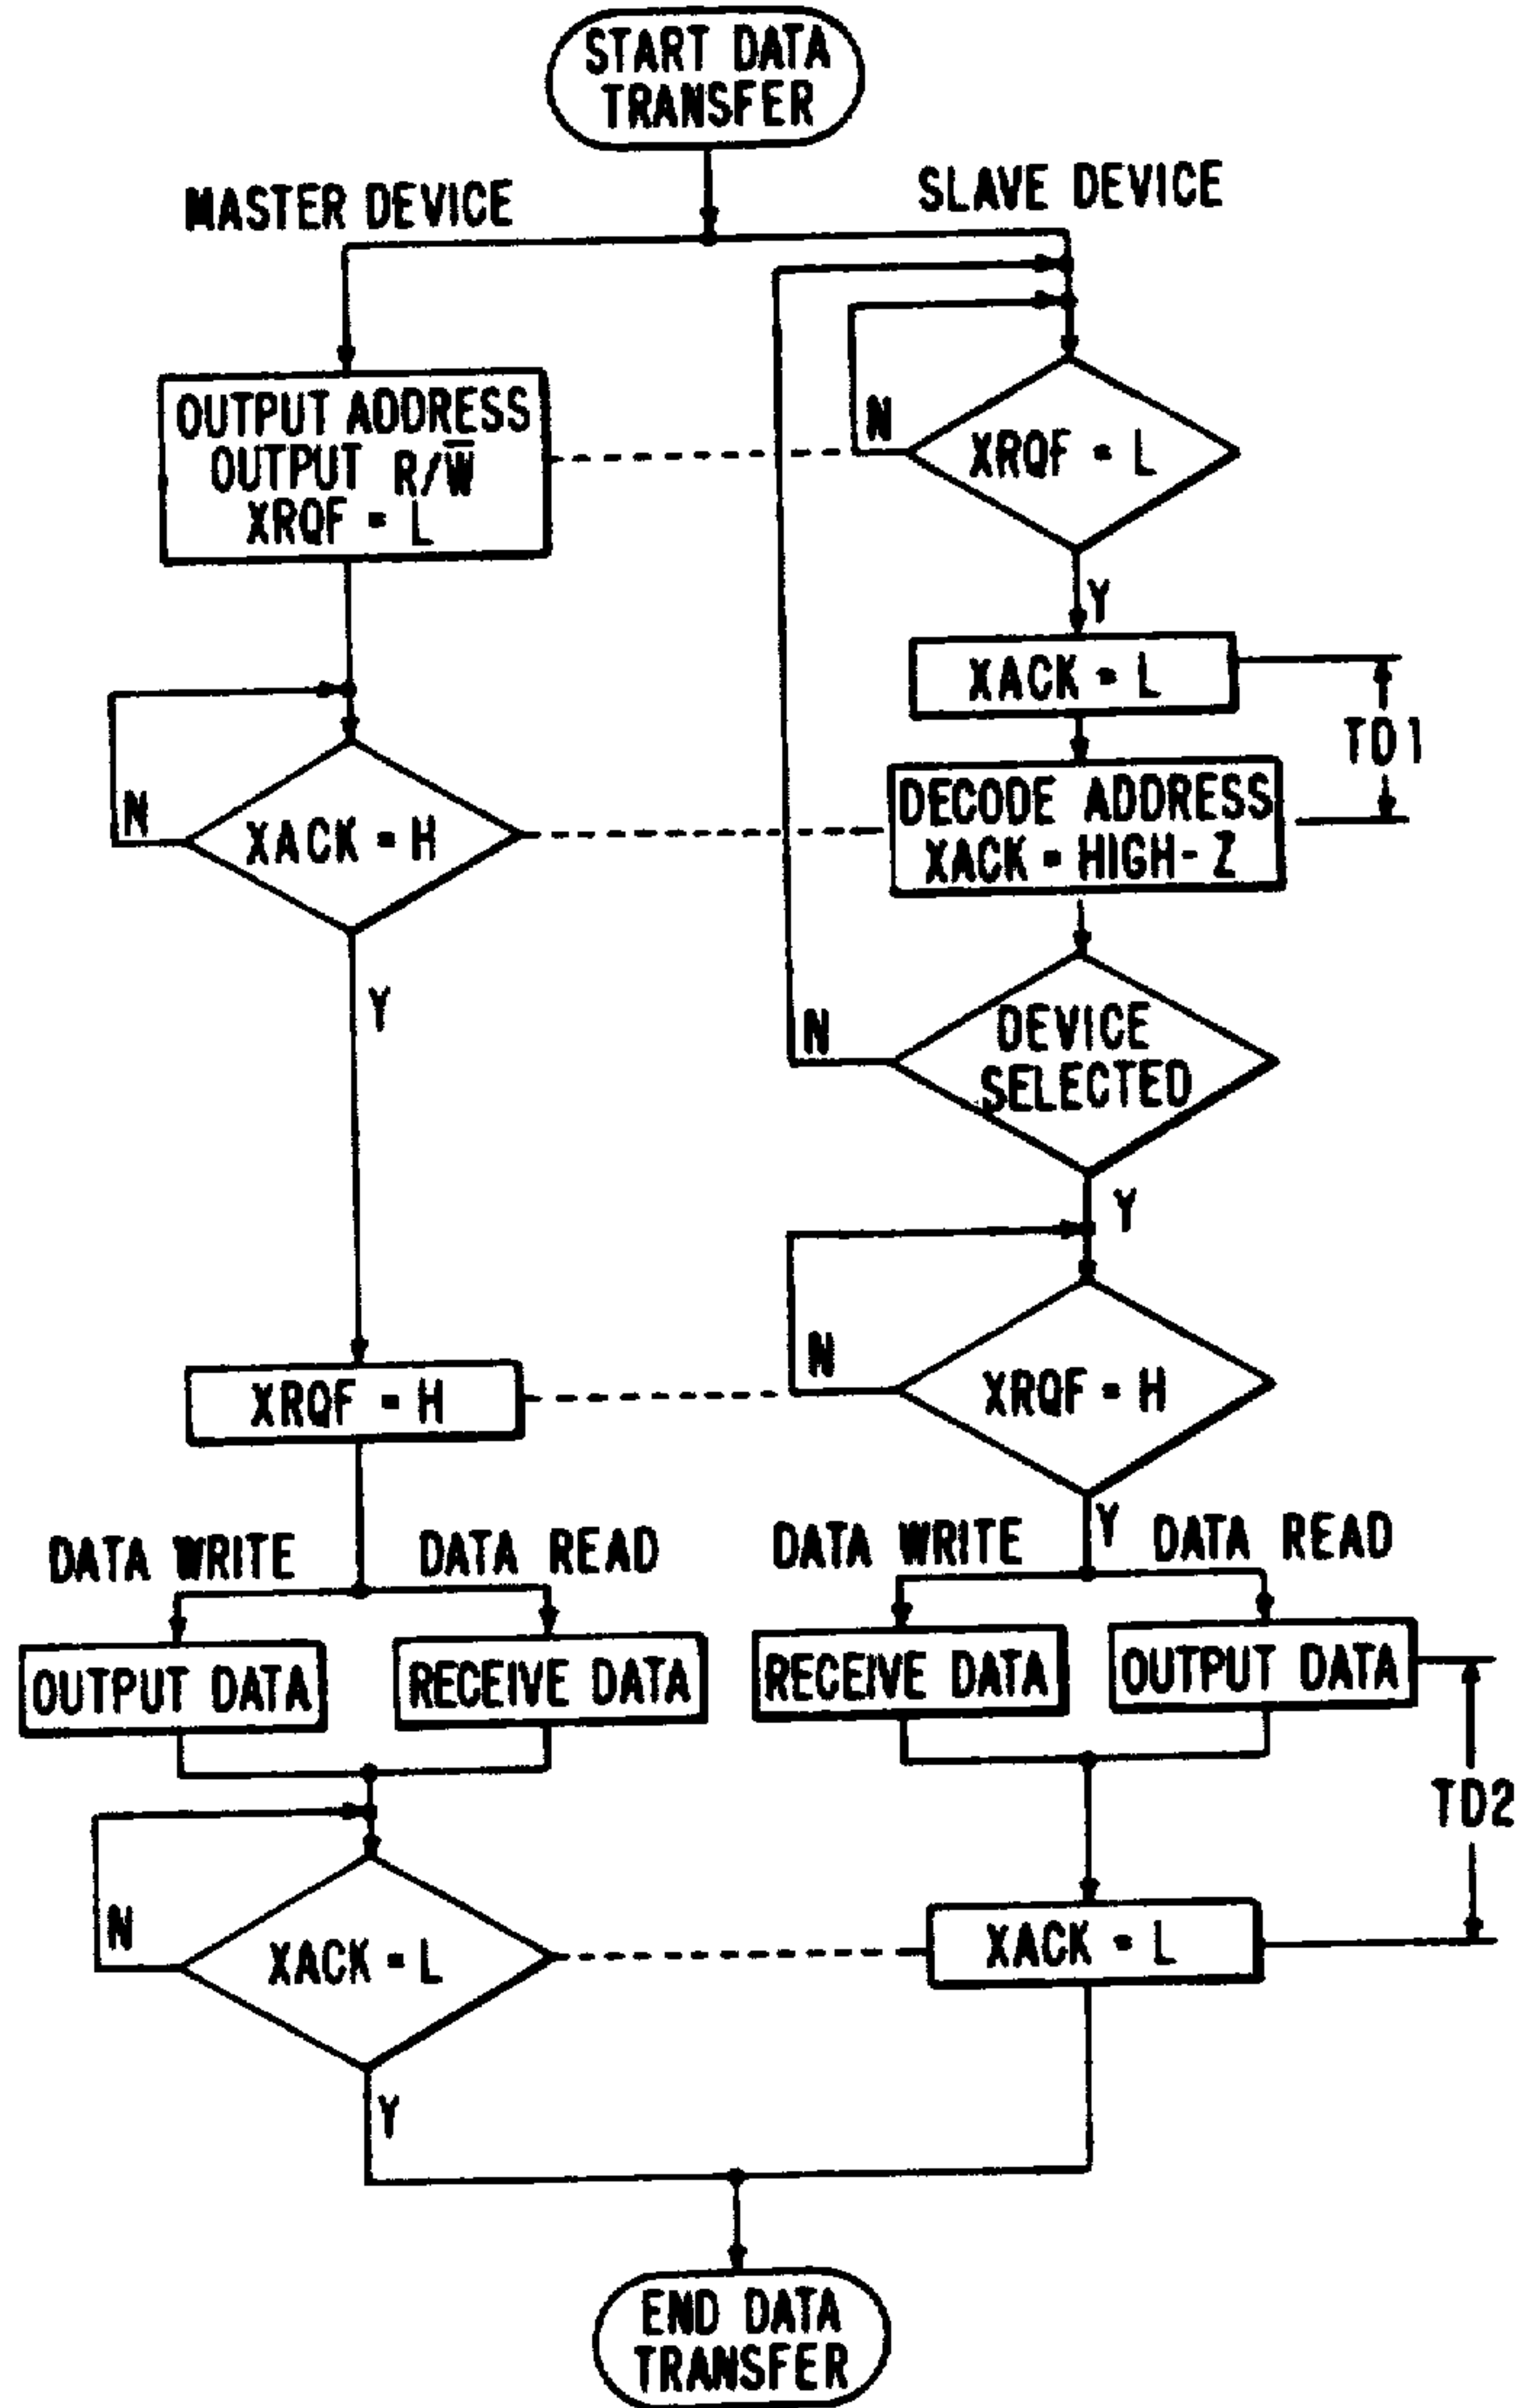 START DATA
TRANSFER
MASTER DEVICE
SLAVE DEVICE
OUTPUT ADDRESS
OUTPUT R/W̅
XRQF = L
N
XRQF = L
Y
XACK = L
TD1
N
XACK = H
DECODE ADDRESS
XACK = HIGH-Z
Y
N
DEVICE
SELECTED
Y
XRQF = H
N
XRQF = H
Y
DATA WRITE
DATA READ
DATA WRITE
DATA READ
OUTPUT DATA
RECEIVE DATA
RECEIVE DATA
OUTPUT DATA
TD2
N
XACK = L
XACK = L
Y
END DATA
TRANSFER